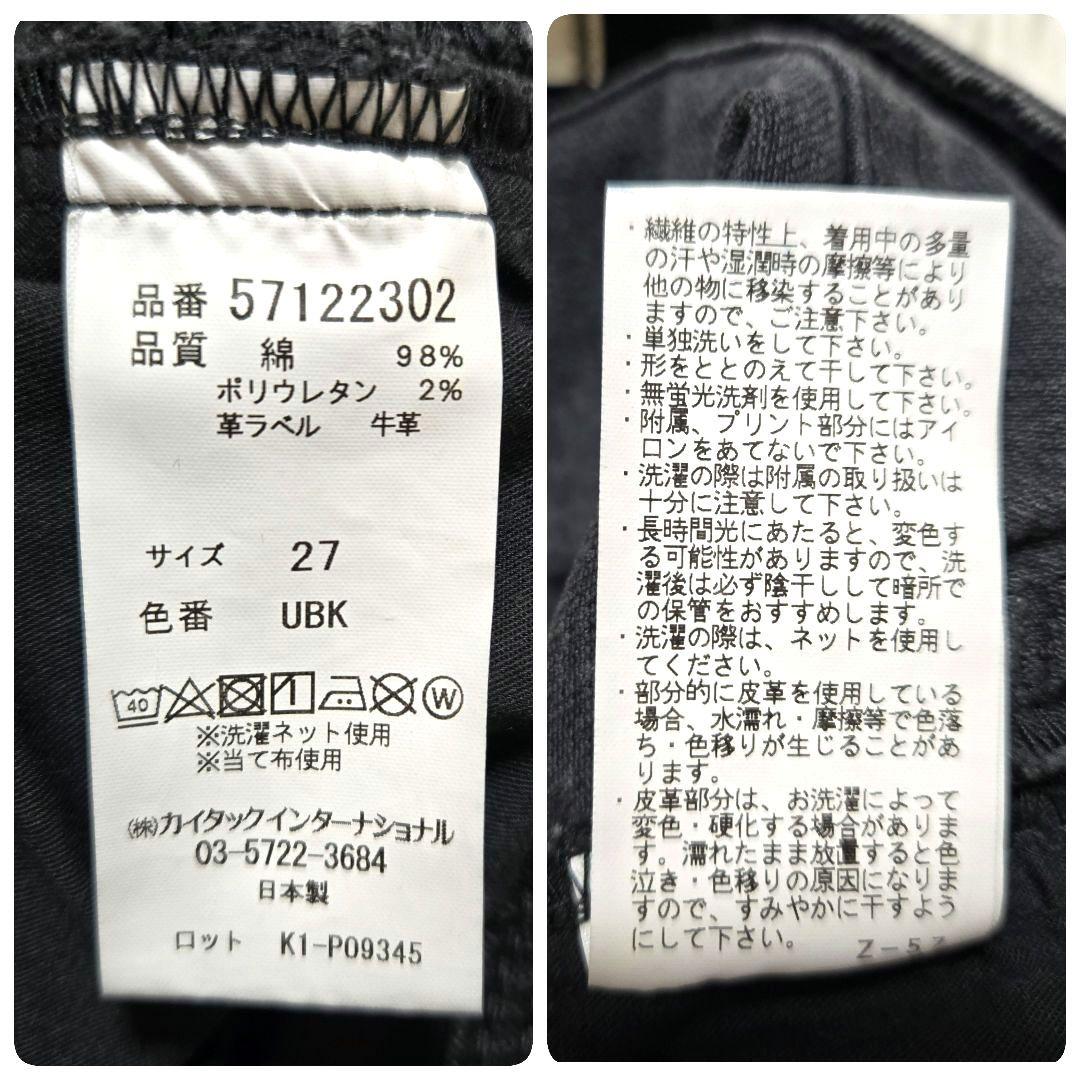 品番 57122302
品質 綿 98%
ポリウレタン 2%
革ラベル 牛革
サイズ 27
色番 UBK
40 W
※洗濯ネット使用
※当て布使用
㈱カイタックインターナショナル
03-5722-3684
日本製
ロット K1-P09345
・繊維の特性上、着用中の多量
の汗や湿潤時の摩擦等により
他の物に移染することがあり
ますので、ご注意下さい。
・単独洗いをして下さい。
・形をととのえて干して下さい。
・無蛍光洗剤を使用して下さい。
・附属、プリント部分にはアイ
ロンをあてないで下さい。
・洗濯の際は附属の取り扱いは
十分に注意して下さい。
・長時間光にあたると、変色す
る可能性がありますので、洗
濯後は必ず陰干しして暗所で
の保管をおすすめします。
・洗濯の際は、ネットを使用し
てください。
・部分的に皮革を使用している
場合、水濡れ・摩擦等で色落
ち・色移りが生じることがあ
ります。
・皮革部分は、お洗濯によって
変色・硬化する場合がありま
す。濡れたまま放置すると色
泣き・色移りの原因になりま
すので、すみやかに干すよう
にして下さい。